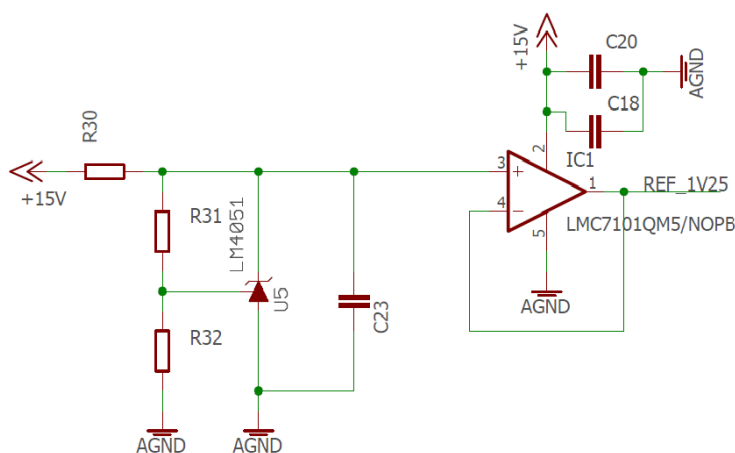 +15V
C20
AGND
C18
R30
+15V
3
2
IC1
1
REF_1V25
4
5
LMC7101QM5/NOPB
R31
LM4051
U5
C23
R32
AGND
AGND
AGND